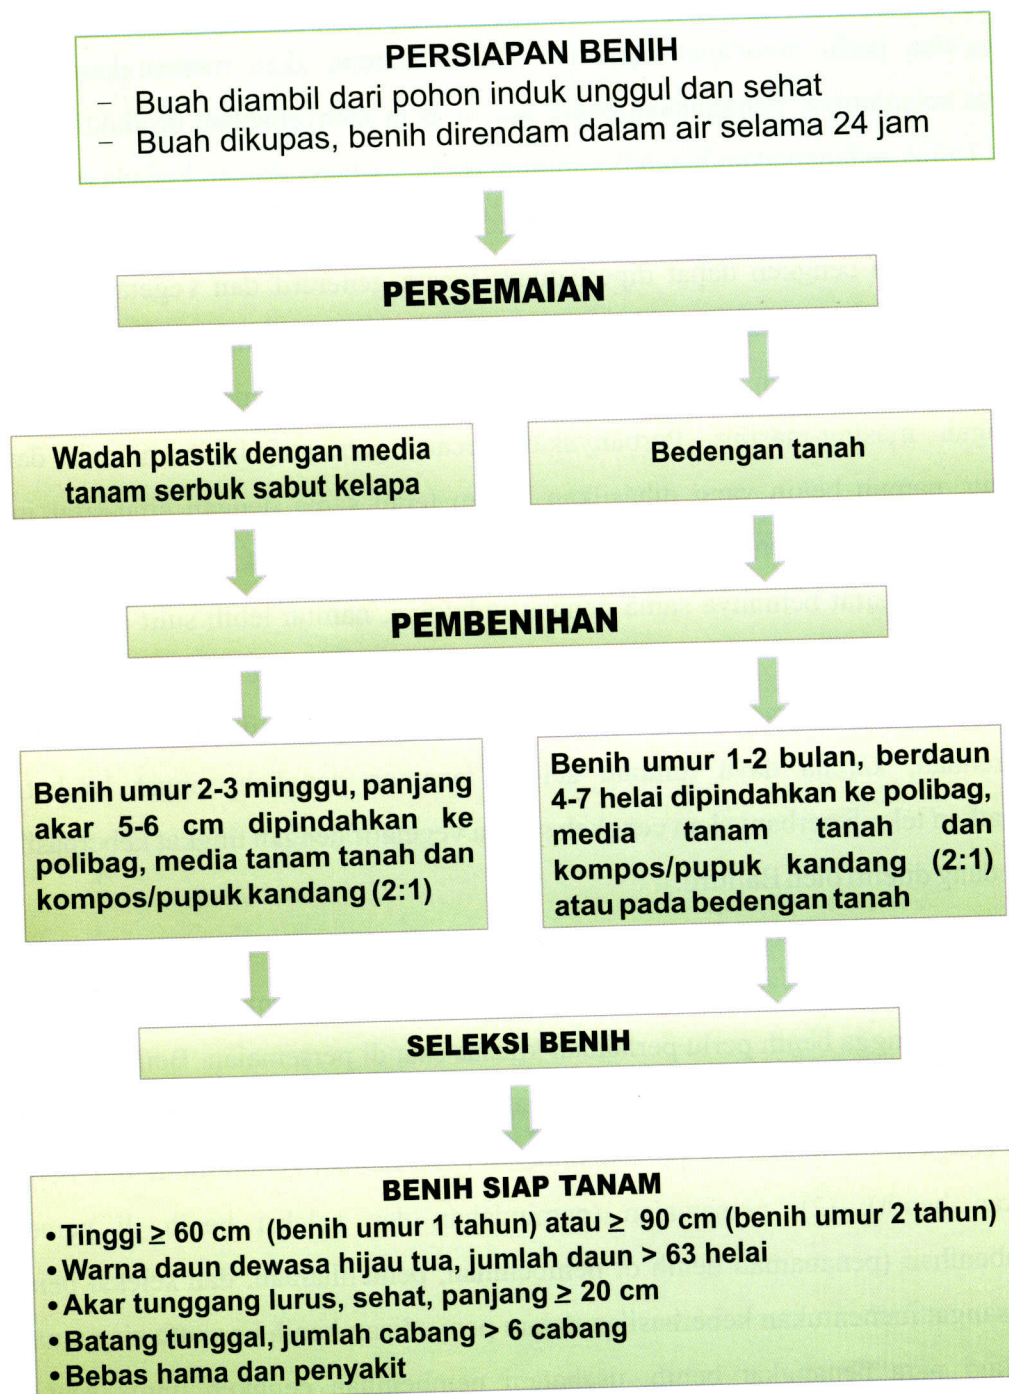 PERSIAPAN BENIH
- Buah diambil dari pohon induk unggul dan sehat
- Buah dikupas, benih direndam dalam air selama 24 jam
PERSEMAIAN
Wadah plastik dengan media
tanam serbuk sabut kelapa
Bedengan tanah
PEMBENIHAN
Benih umur 2-3 minggu, panjang
akar 5-6 cm dipindahkan ke
polibag, media tanam tanah dan
kompos/pupuk kandang (2:1)
Benih umur 1-2 bulan, berdaun
4-7 helai dipindahkan ke polibag,
media tanam tanah dan
kompos/pupuk kandang (2:1)
atau pada bedengan tanah
SELEKSI BENIH
BENIH SIAP TANAM
• Tinggi ≥ 60 cm (benih umur 1 tahun) atau ≥ 90 cm (benih umur 2 tahun)
• Warna daun dewasa hijau tua, jumlah daun > 63 helai
• Akar tunggang lurus, sehat, panjang ≥ 20 cm
• Batang tunggal, jumlah cabang > 6 cabang
• Bebas hama dan penyakit